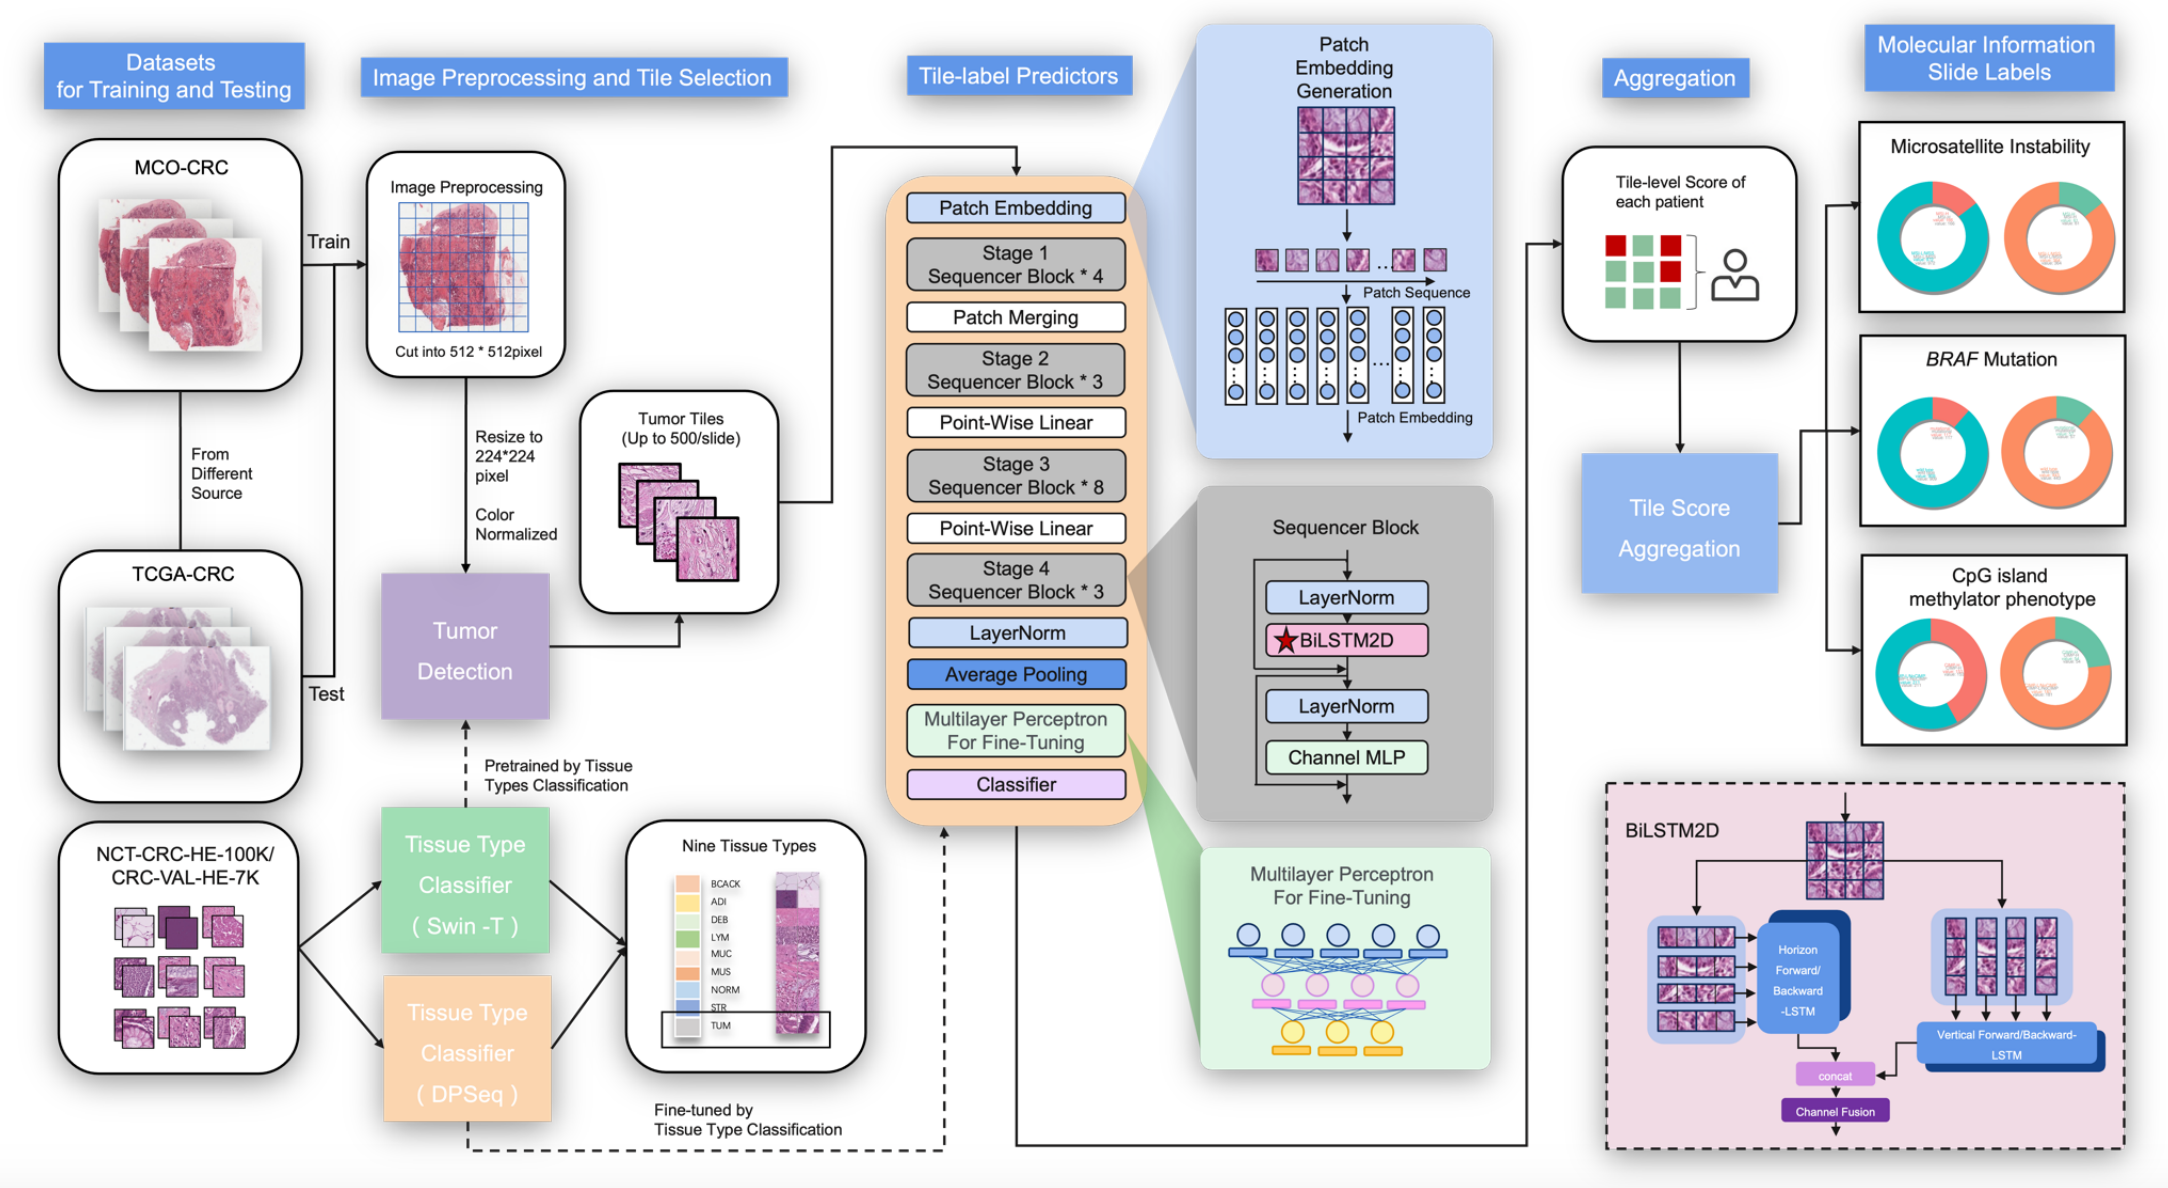 Datasets
for Training and Testing
Image Preprocessing and Tile Selection
Tile-label Predictors
Aggregation
Molecular Information
Slide Labels
MCO-CRC
Train
From
Different
Source
TCGA-CRC
Test
NCT-CRC-HE-100K/
CRC-VAL-HE-7K
Image Preprocessing
Cut into 512 * 512pixel
Resize to
224*224
pixel
Color
Normalized
Tumor
Detection
Pretrained by Tissue
Types Classification
Tissue Type
Classifier
( Swin -T )
Tissue Type
Classifier
( DPSeq )
Tumor Tiles
(Up to 500/slide)
Nine Tissue Types
BCACK
ADI
DEB
LYM
MUC
MUS
NORM
STR
TUM
Fine-tuned by
Tissue Type Classification
Patch Embedding
Stage 1
Sequencer Block * 4
Patch Merging
Stage 2
Sequencer Block * 3
Point-Wise Linear
Stage 3
Sequencer Block * 8
Point-Wise Linear
Stage 4
Sequencer Block * 3
LayerNorm
Average Pooling
Multilayer Perceptron
For Fine-Tuning
Classifier
Patch
Embedding
Generation
Patch Sequence
Patch Embedding
Sequencer Block
LayerNorm
BiLSTM2D
LayerNorm
Channel MLP
Multilayer Perceptron
For Fine-Tuning
Tile-level Score of
each patient
Tile Score
Aggregation
Microsatellite Instability
BRAF Mutation
CpG island
methylator phenotype
BiLSTM2D
Horizon
Forward/
Backward
-LSTM
Vertical Forward/Backward-
LSTM
concat
Channel Fusion